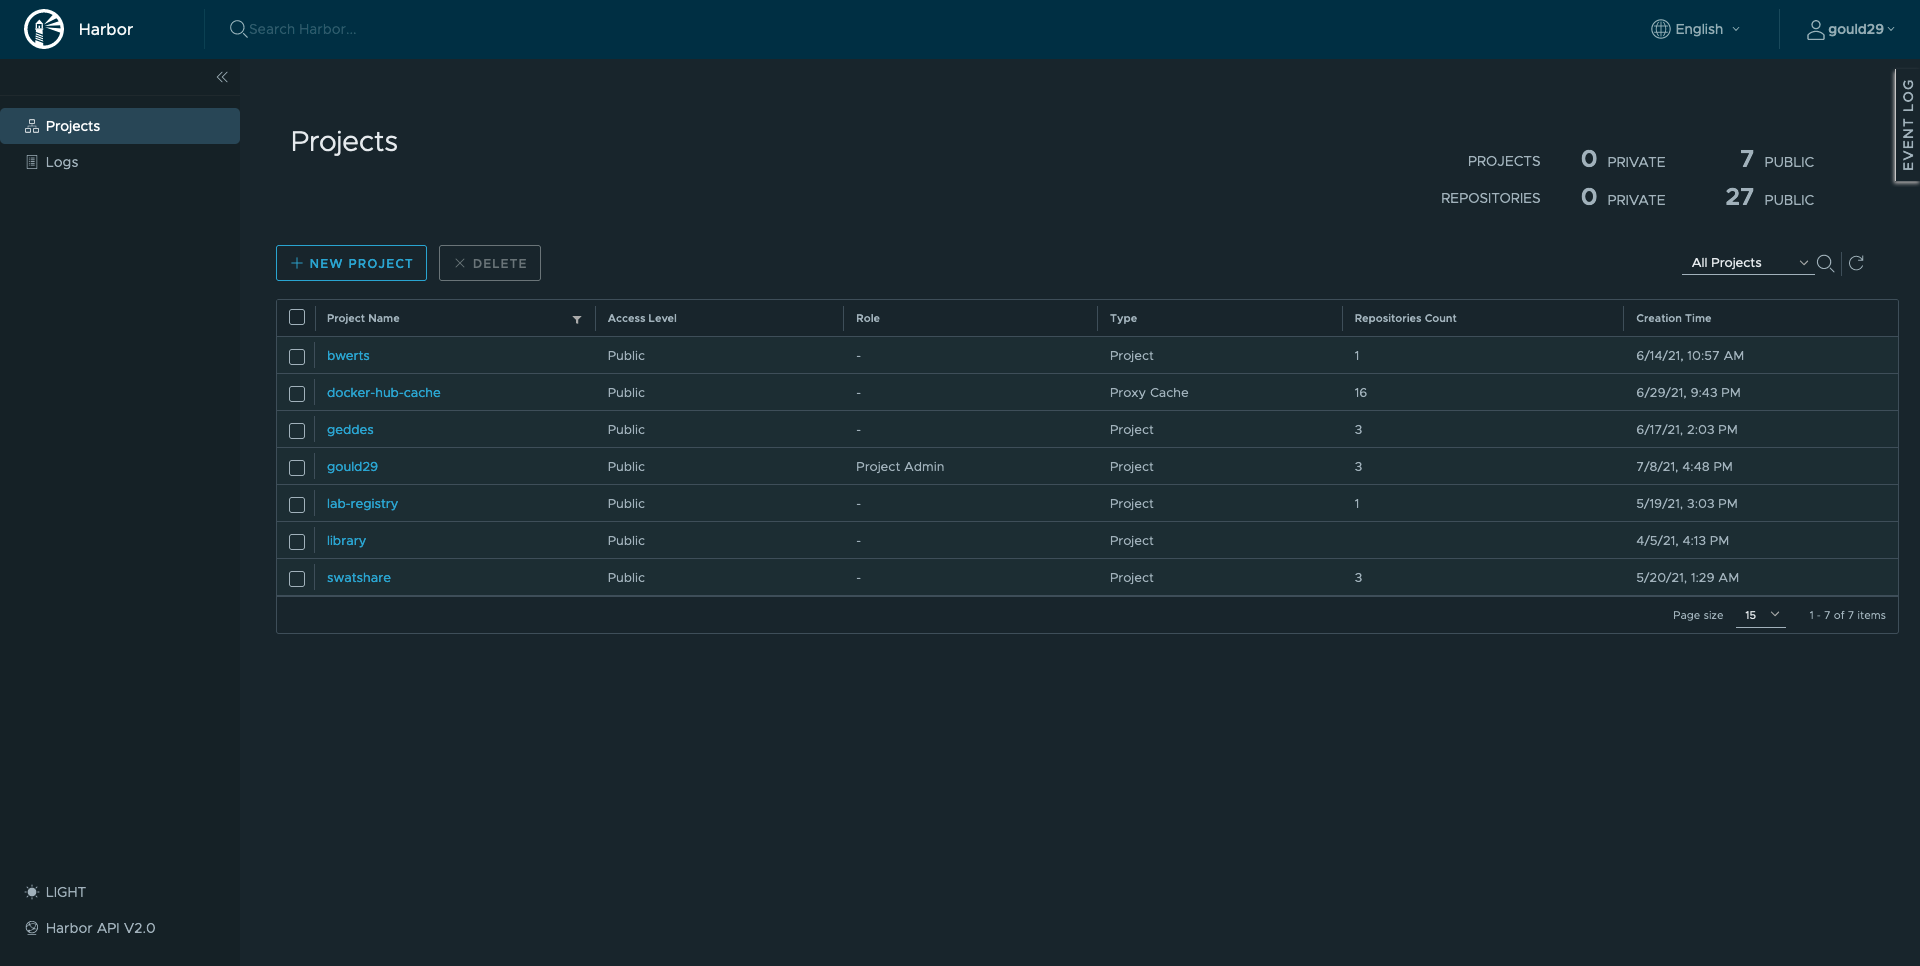 Harbor
Search Harbor...
English
gould29
Projects
Logs
EVENT LOG
Projects
PROJECTS 0 PRIVATE 7 PUBLIC
REPOSITORIES 0 PRIVATE 27 PUBLIC
NEW PROJECT DELETE All Projects
Project Name Access Level Role Type Repositories Count Creation Time
bwerts Public - Project 1 6/14/21, 10:57 AM
docker-hub-cache Public - Proxy Cache 16 6/29/21, 9:43 PM
geddes Public - Project 3 6/17/21, 2:03 PM
gould29 Public Project Admin Project 3 7/8/21, 4:48 PM
lab-registry Public - Project 1 5/19/21, 3:03 PM
library Public - Project 4/5/21, 4:13 PM
swatshare Public - Project 3 5/20/21, 1:29 AM
Page size 15 1 - 7 of 7 items
LIGHT
Harbor API V2.0